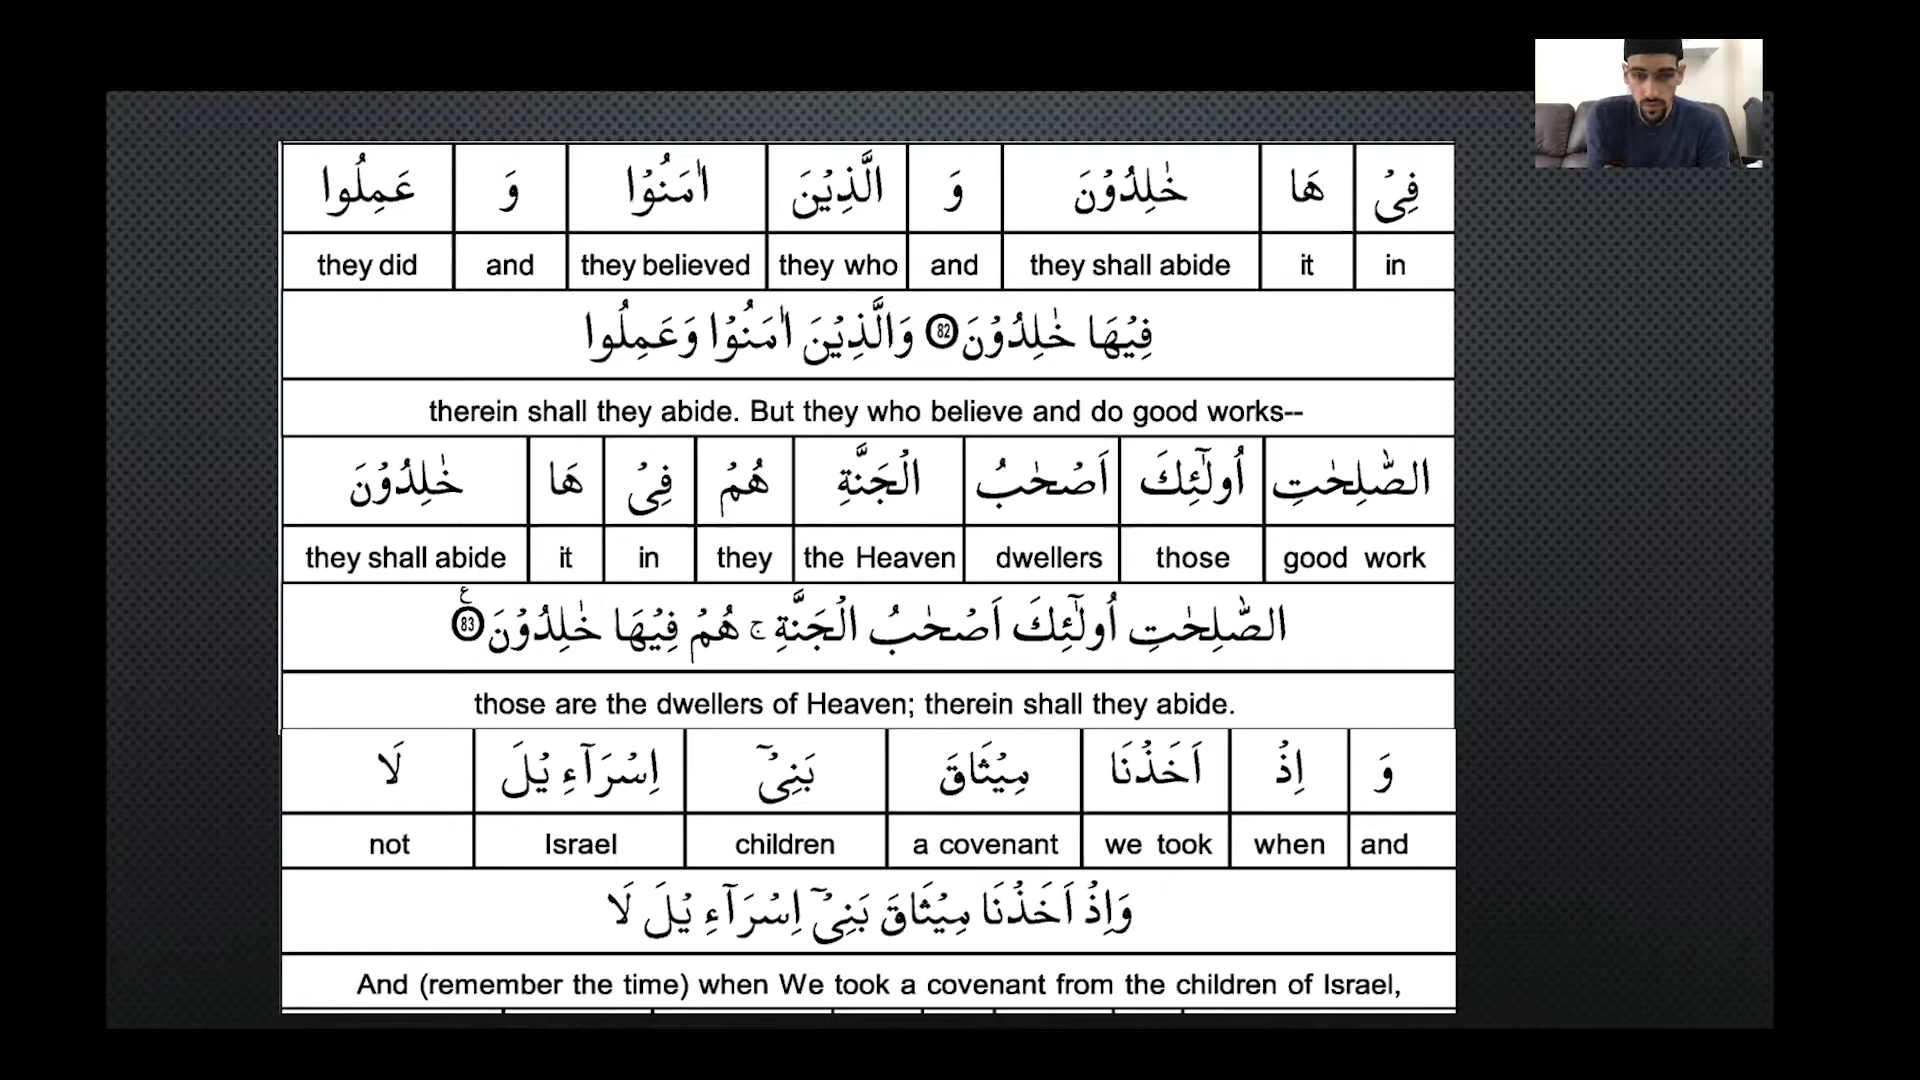 فِىۡ هَا خٰلِدُوۡنَ وَ الَّذِيۡنَ اٰمَنُوۡا وَ عَمِلُوا
in it they shall abide and they who they believed and they did
فِيۡهَا خٰلِدُوۡنَ 82 وَالَّذِيۡنَ اٰمَنُوۡا وَعَمِلُوا
therein shall they abide. But they who believe and do good works--
الصّٰلِحٰتِ اُولٰٓئِكَ اَصۡحٰبُ الۡجَنَّةِ هُمۡ فِىۡ هَا خٰلِدُوۡنَ
good work those dwellers the Heaven they in it they shall abide
الصّٰلِحٰتِ اُولٰٓئِكَ اَصۡحٰبُ الۡجَنَّةِ ۚ هُمۡ فِيۡهَا خٰلِدُوۡنَ 83 ع
those are the dwellers of Heaven; therein shall they abide.
وَ اِذۡ اَخَذۡنَا مِيۡثَاقَ بَنِىۡٓ اِسۡرَآءِيۡلَ لَا
and when we took a covenant children Israel not
وَاِذۡ اَخَذۡنَا مِيۡثَاقَ بَنِىۡٓ اِسۡرَآءِيۡلَ لَا
And (remember the time) when We took a covenant from the children of Israel,